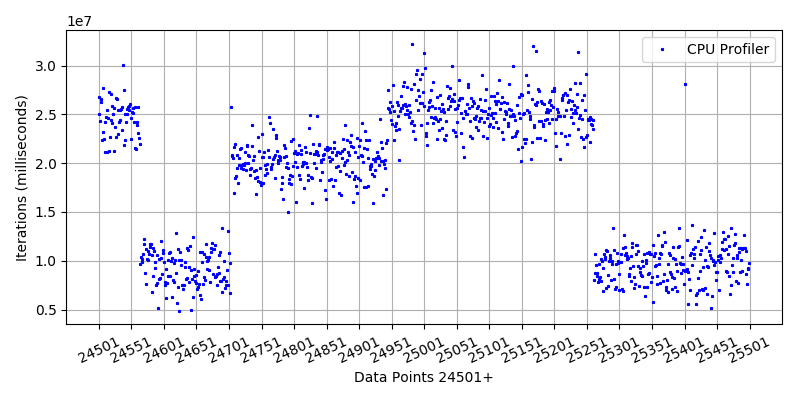 1e7
CPU Profiler
3.0
2.5
2.0
1.5
1.0
0.5
Iterations (milliseconds)
24501 24551 24601 24651 24701 24751 24801 24851 24901 24951 25001 25051 25101 25151 25201 25251 25301 25351 25401 25451 25501
Data Points 24501+